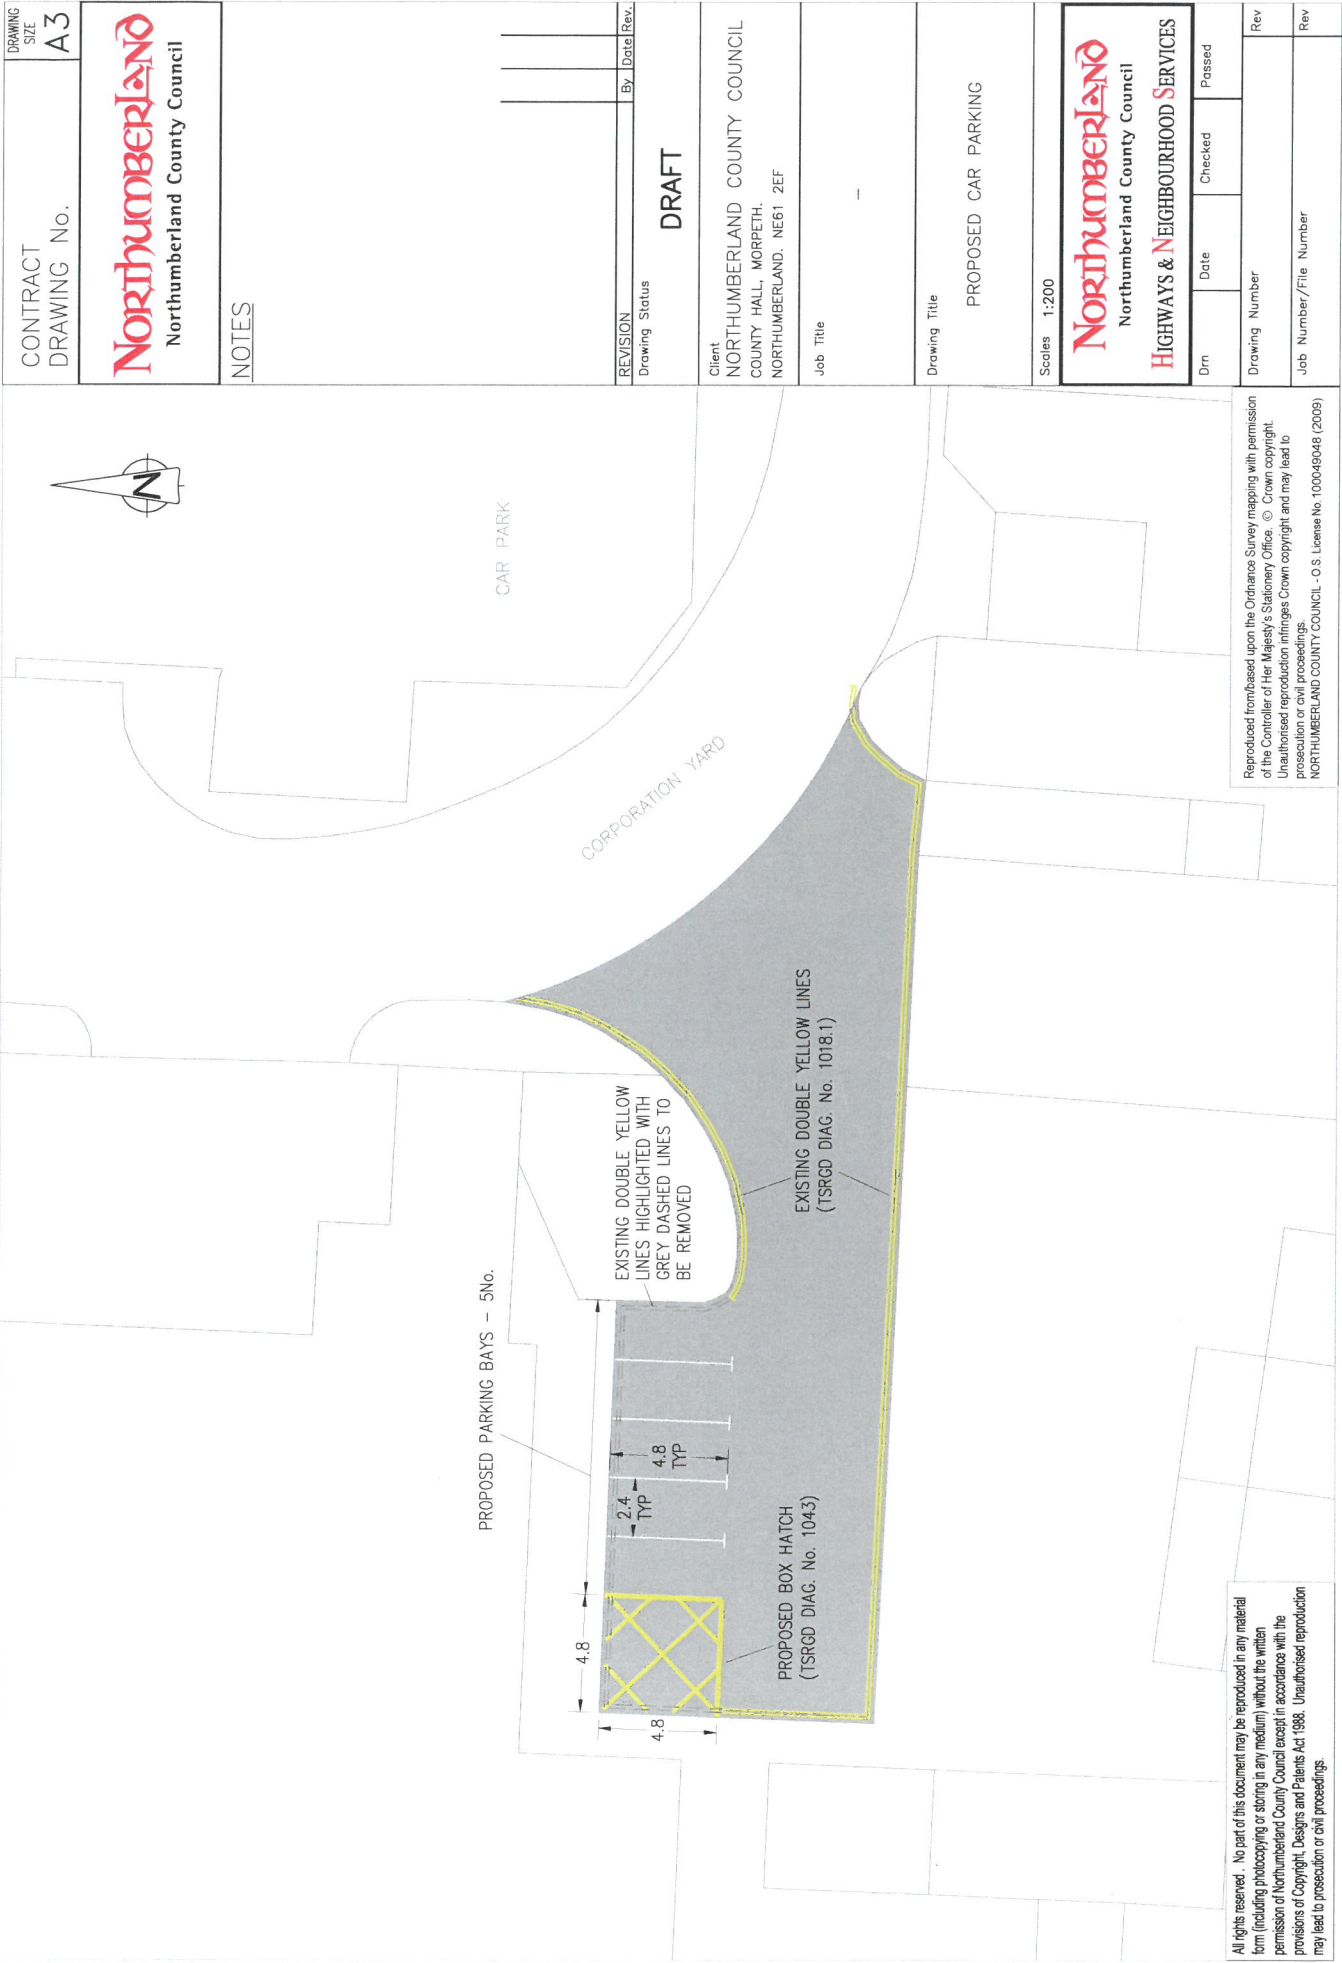 CONTRACT
DRAWING No.
DRAWING
SIZE
A3
NORTHUMBERLAND
Northumberland County Council
NOTES
REVISION
By
Date
Rev.
Drawing Status
DRAFT
Client
NORTHUMBERLAND COUNTY COUNCIL
COUNTY HALL, MORPETH.
NORTHUMBERLAND. NE61 2EF
Job Title
–
Drawing Title
PROPOSED CAR PARKING
Scales 1:200
NORTHUMBERLAND
Northumberland County Council
HIGHWAYS & NEIGHBOURHOOD SERVICES
Drn
Date
Checked
Passed
Drawing Number
Rev
Job Number/File Number
Rev
N
CAR PARK
CORPORATION YARD
PROPOSED PARKING BAYS – 5No.
EXISTING DOUBLE YELLOW
LINES HIGHLIGHTED WITH
GREY DASHED LINES TO
BE REMOVED
EXISTING DOUBLE YELLOW LINES
(TSRGD DIAG. No. 1018.1)
4.8
4.8
2.4
TYP
4.8
TYP
PROPOSED BOX HATCH
(TSRGD DIAG. No. 1043)
All rights reserved. No part of this document may be reproduced in any material
form (including photocopying or storing in any medium) without the written
permission of Northumberland County Council except in accordance with the
provisions of Copyright, Designs and Patents Act 1988. Unauthorised reproduction
may lead to prosecution or civil proceedings.
Reproduced from/based upon the Ordnance Survey mapping with permission
of the Controller of Her Majesty's Stationery Office. © Crown copyright.
Unauthorised reproduction infringes Crown copyright and may lead to
prosecution or civil proceedings.
NORTHUMBERLAND COUNTY COUNCIL - O.S. License No. 100049048 (2009)